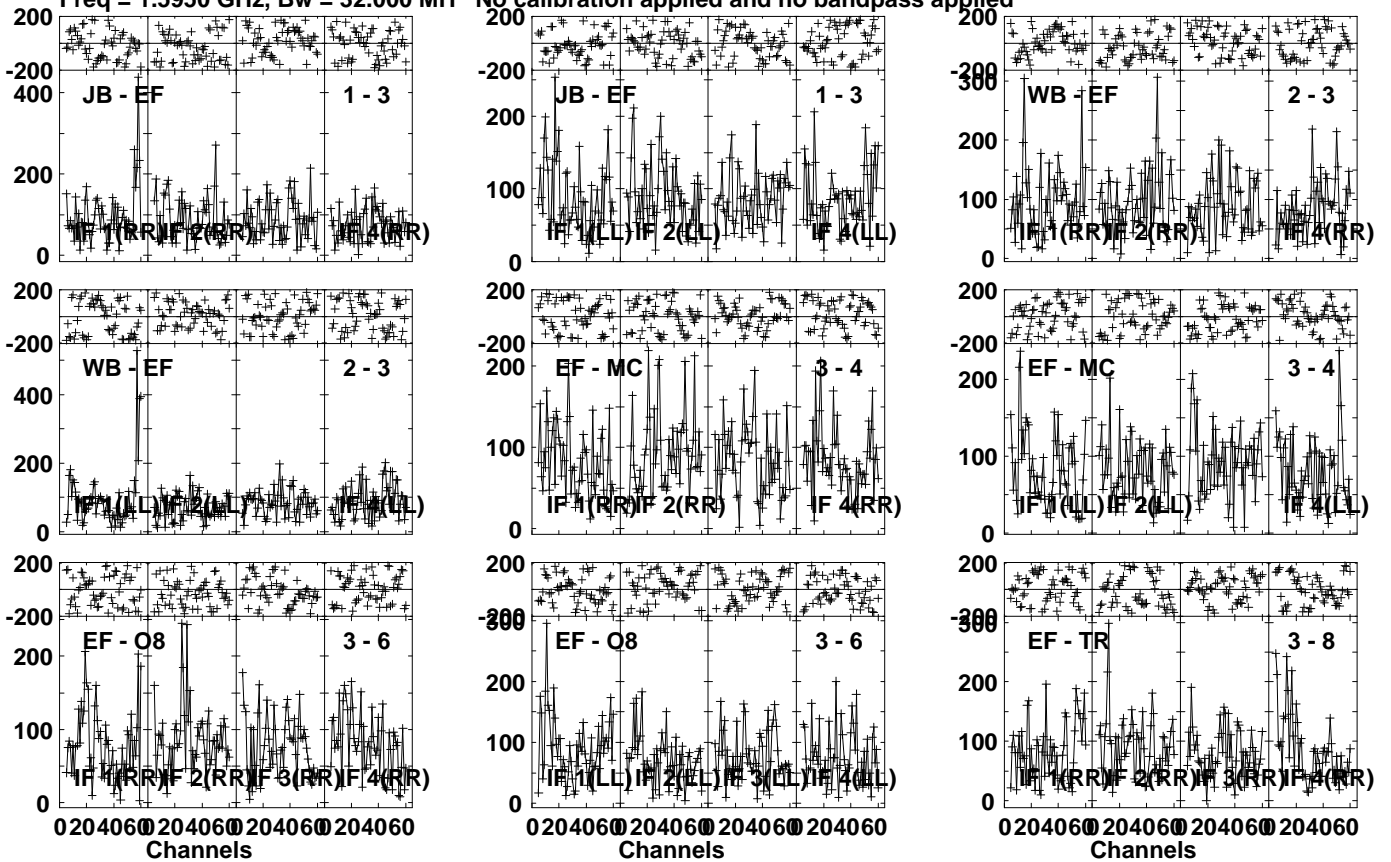 Freq = 1.5950 GHz, Bw = 32.000 MH No calibration applied and no bandpass applied
200
-200
JB - EF 1 - 3
400
200
0
IF 1(RR) IF 2(RR) IF 4(RR)
200
-200
JB - EF 1 - 3
200
100
0
IF 1(LL) IF 2(LL) IF 4(LL)
200
-200
300
WB - EF 2 - 3
200
100
0
IF 1(RR) IF 2(RR) IF 4(RR)
200
-200
WB - EF 2 - 3
400
200
0
IF 1(LL) IF 2(LL) IF 4(LL)
200
-200
EF - MC 3 - 4
200
100
0
IF 1(RR) IF 2(RR) IF 4(RR)
200
-200
EF - MC 3 - 4
200
100
0
IF 1(LL) IF 2(LL) IF 4(LL)
200
-200
EF - O8 3 - 6
200
100
0
IF 1(RR) IF 2(RR) IF 3(RR) IF 4(RR)
0 20 40 60 0 20 40 60 0 20 40 60 0 20 40 60
Channels
200
-200
300
EF - O8 3 - 6
200
100
0
IF 1(LL) IF 2(LL) IF 3(LL) IF 4(LL)
0 20 40 60 0 20 40 60 0 20 40 60 0 20 40 60
Channels
200
-200
300
EF - TR 3 - 8
200
100
0
IF 1(RR) IF 2(RR) IF 3(RR) IF 4(RR)
0 20 40 60 0 20 40 60 0 20 40 60 0 20 40 60
Channels